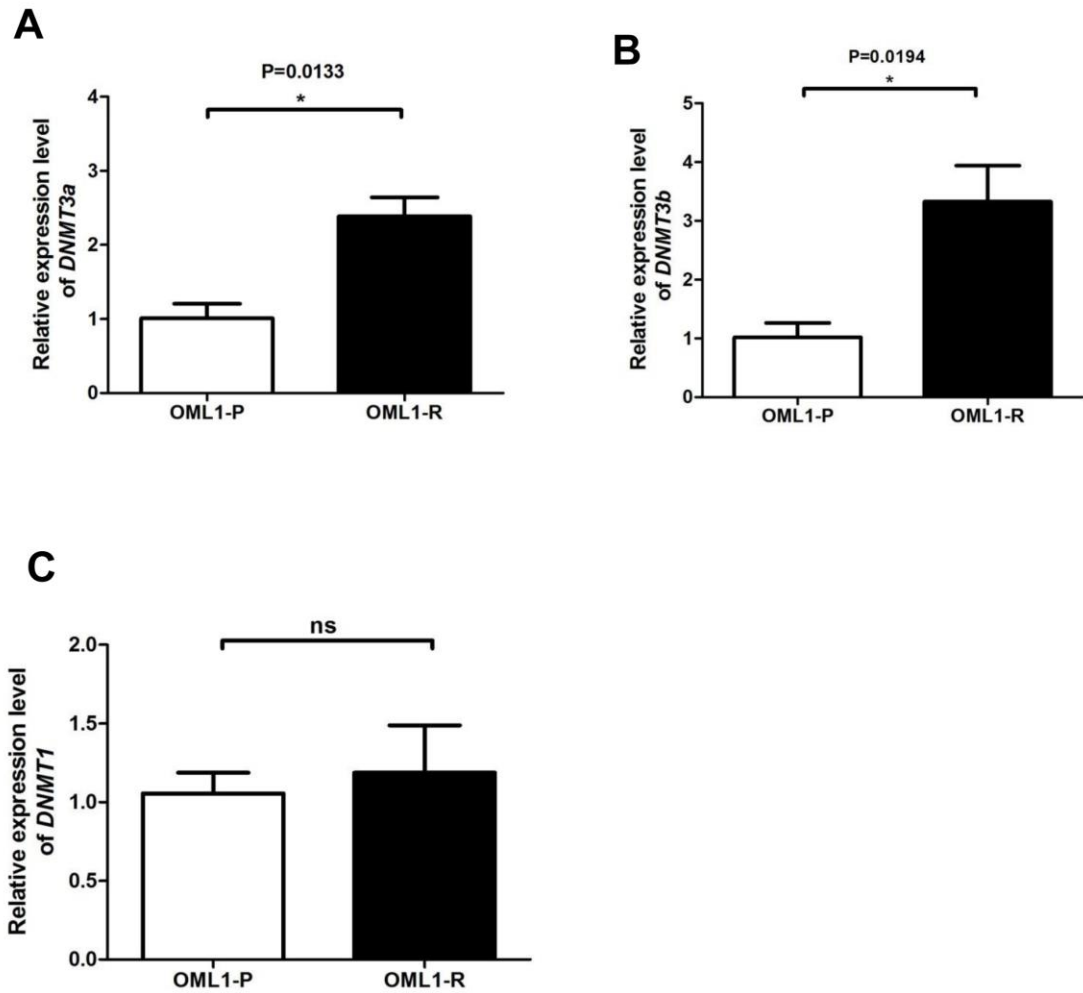 A
P=0.0133
*
Relative expression level
of DNMT3a
4
3
2
1
0
OML1-P OML1-R
B
P=0.0194
*
Relative expression level
of DNMT3b
5
4
3
2
1
0
OML1-P OML1-R
C
ns
Relative expression level
of DNMT1
2.0
1.5
1.0
0.5
0.0
OML1-P OML1-R